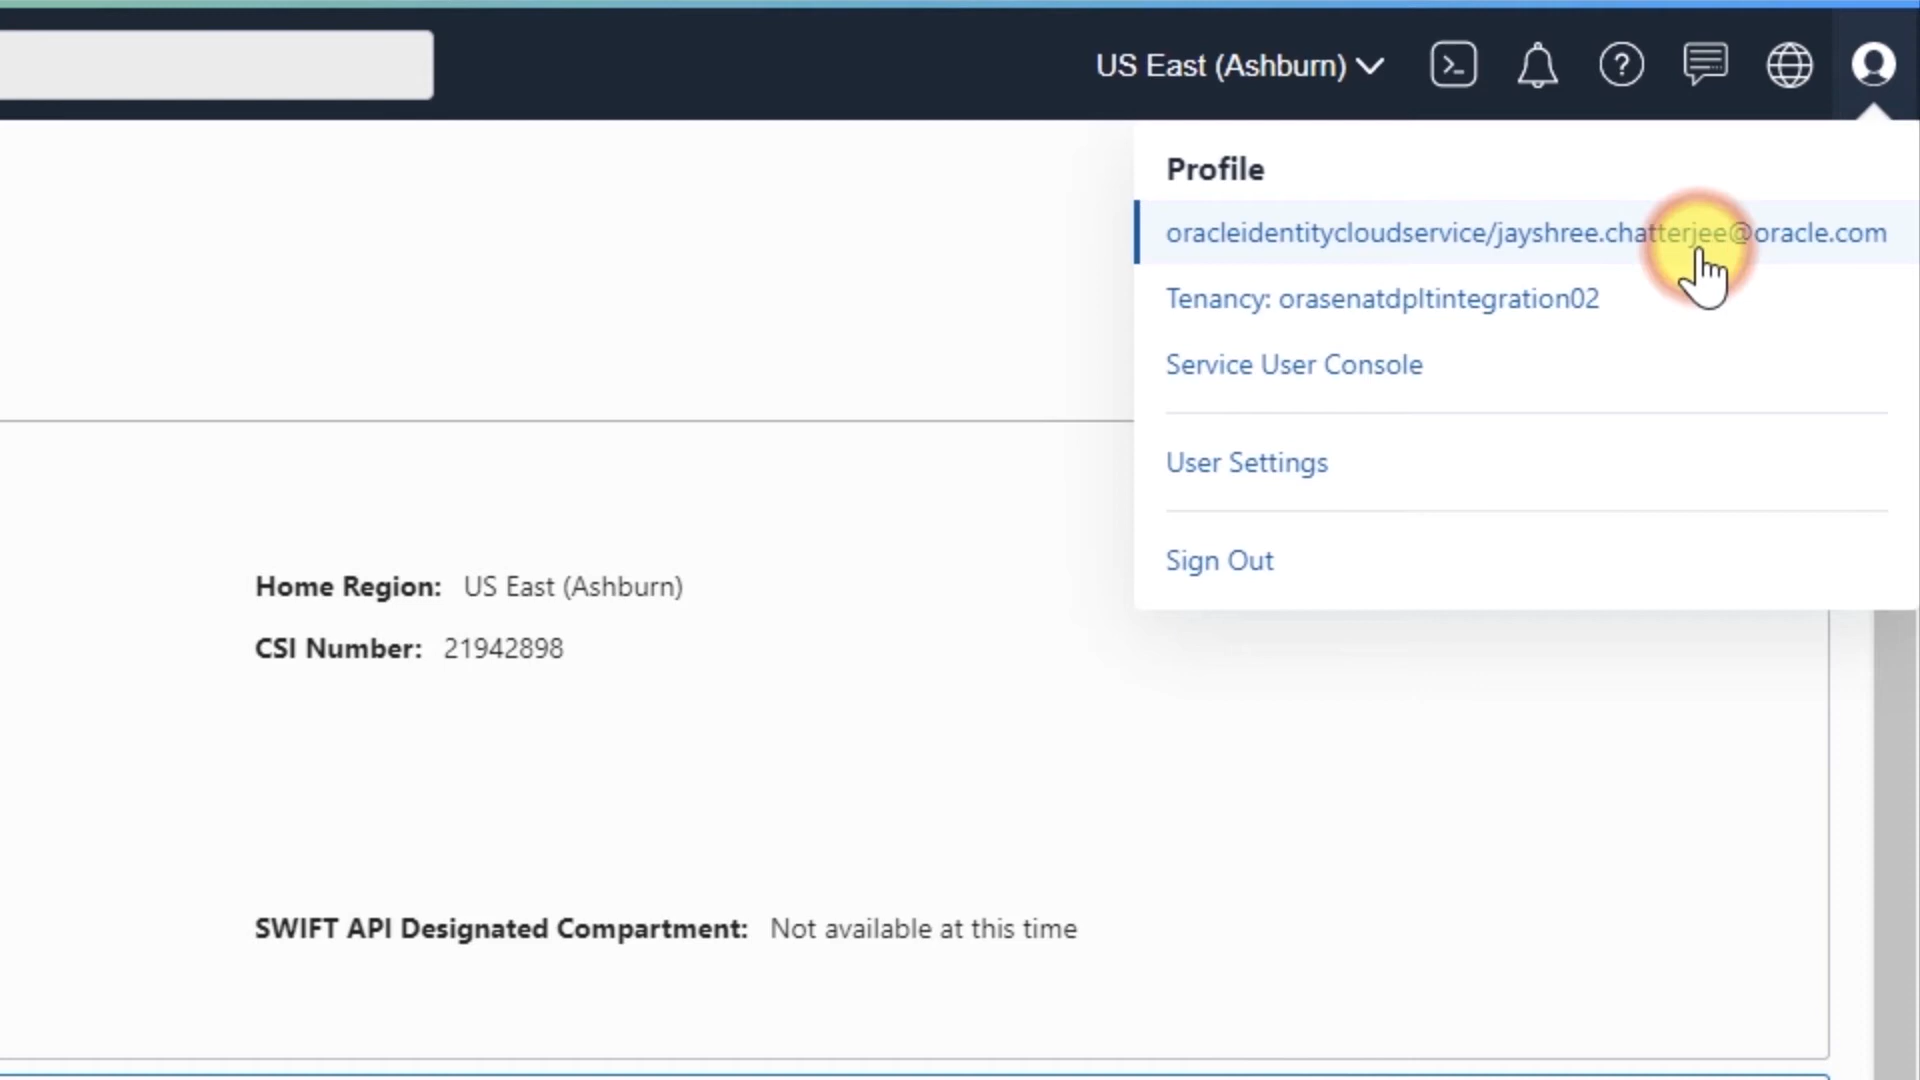 US East (Ashburn)
Profile
oracleidentitycloudservice/jayshree.chatterjee@oracle.com
Tenancy: orasenatdpltintegration02
Service User Console
User Settings
Sign Out
Home Region: US East (Ashburn)
CSI Number: 21942898
SWIFT API Designated Compartment: Not available at this time